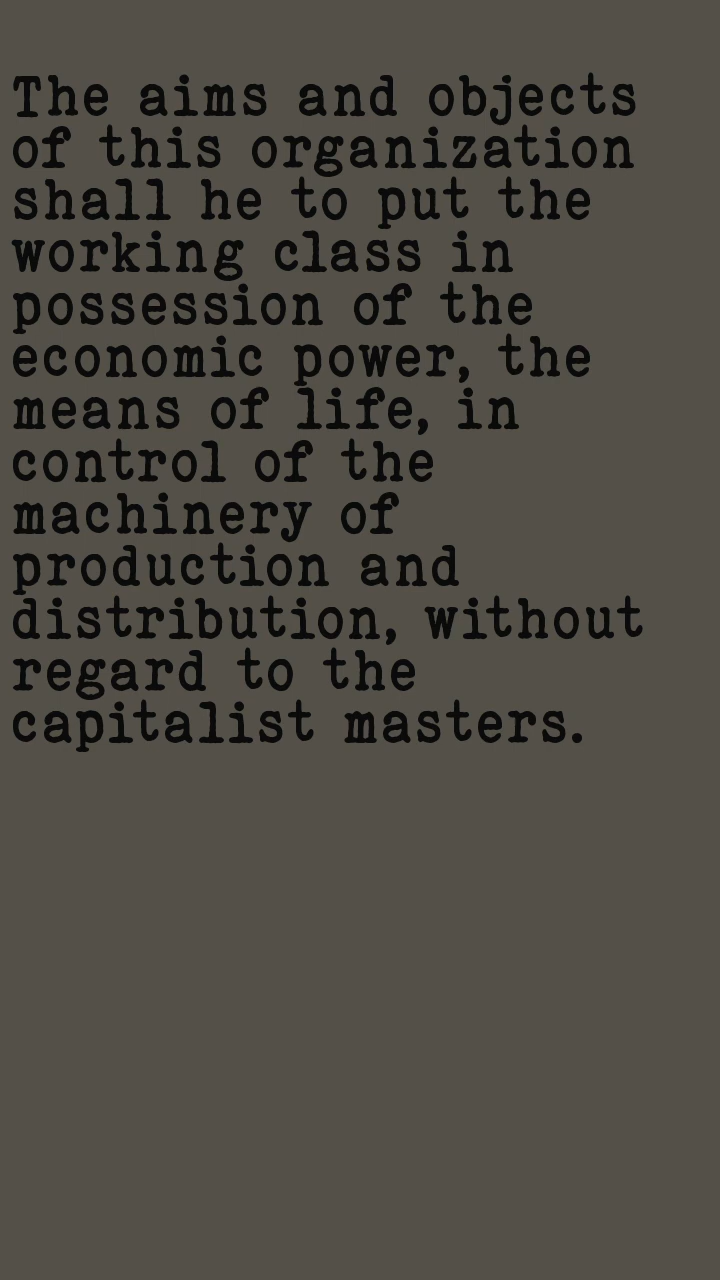 The aims and objects
of this organization
shall he to put the
working class in
possession of the
economic power, the
means of life, in
control of the
machinery of
production and
distribution, without
regard to the
capitalist masters.